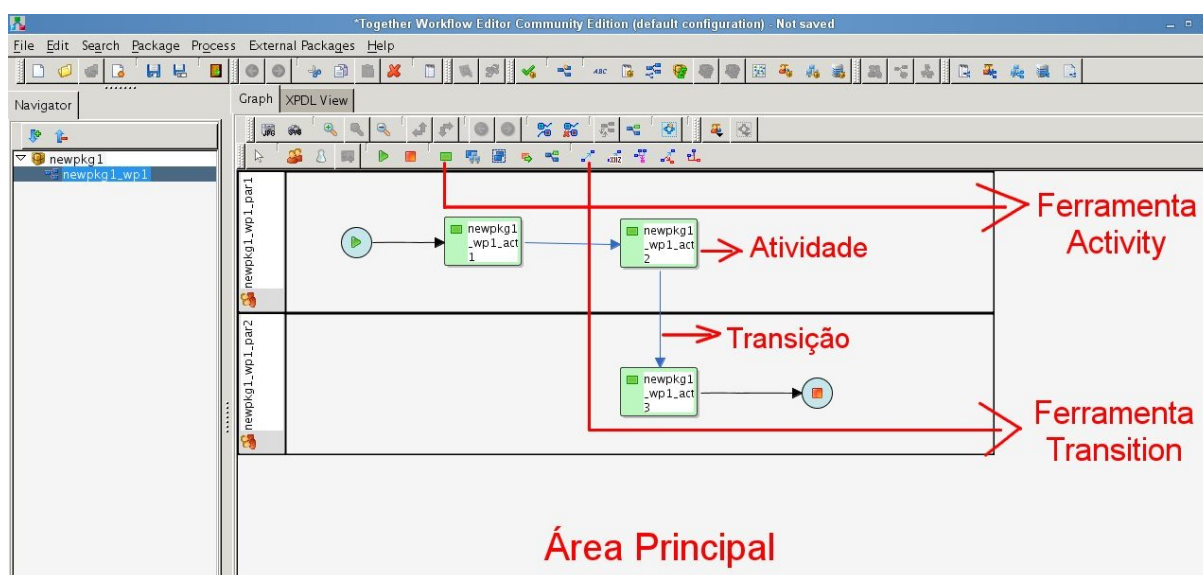 *Together Workflow Editor Community Edition (default configuration) - Not saved
File Edit Search Package Process External Packages Help
Navigator
Graph XPDL View
JPG
ABC
newpkg1
newpkg1_wp1
newpkg1_wp1_par1
newpkg1
_wp1_act
1
newpkg1
_wp1_act
2
Atividade
Ferramenta
Activity
newpkg1_wp1_par2
Transição
newpkg1
_wp1_act
3
Ferramenta
Transition
Área Principal